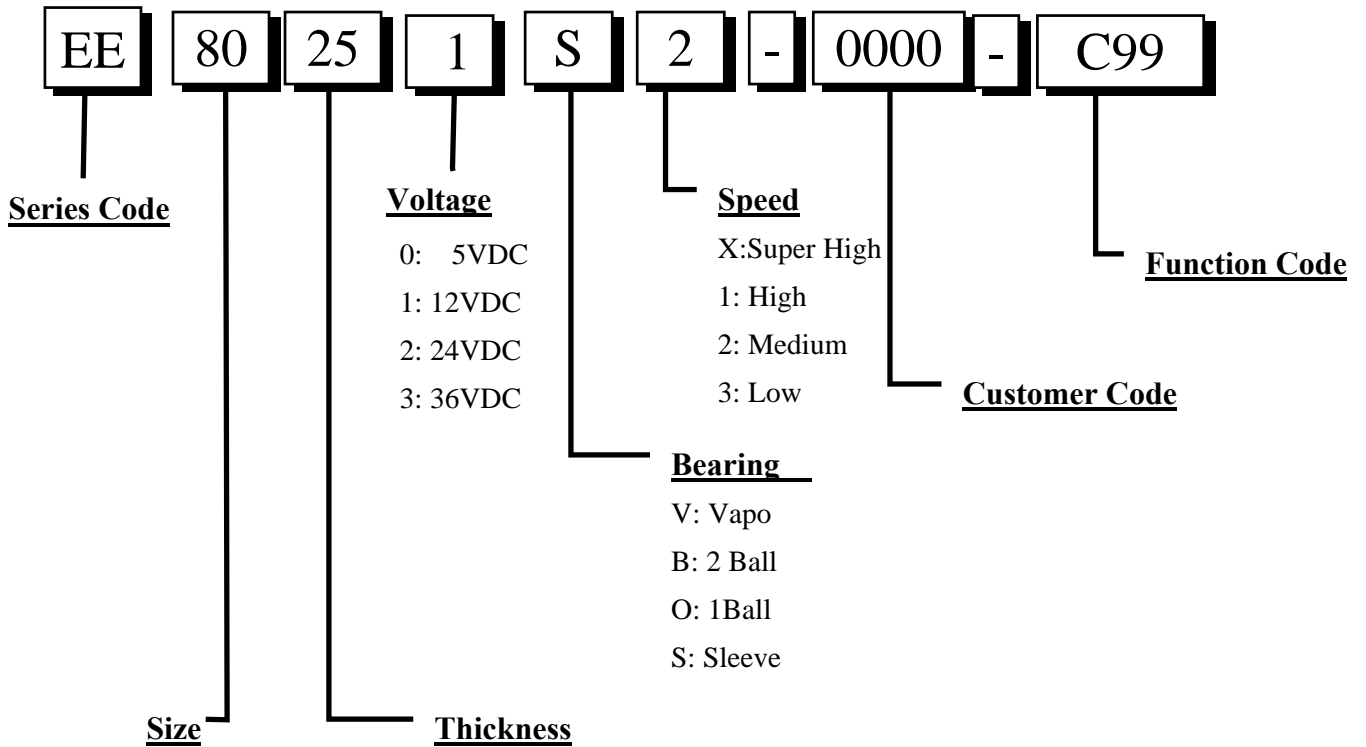 EE 80 25 1 S 2 - 0000 - C99
Series Code
Voltage
0: 5VDC
1: 12VDC
2: 24VDC
3: 36VDC
Speed
X:Super High
1: High
2: Medium
3: Low
Function Code
Customer Code
Bearing
V: Vapo
B: 2 Ball
O: 1Ball
S: Sleeve
Size
Thickness